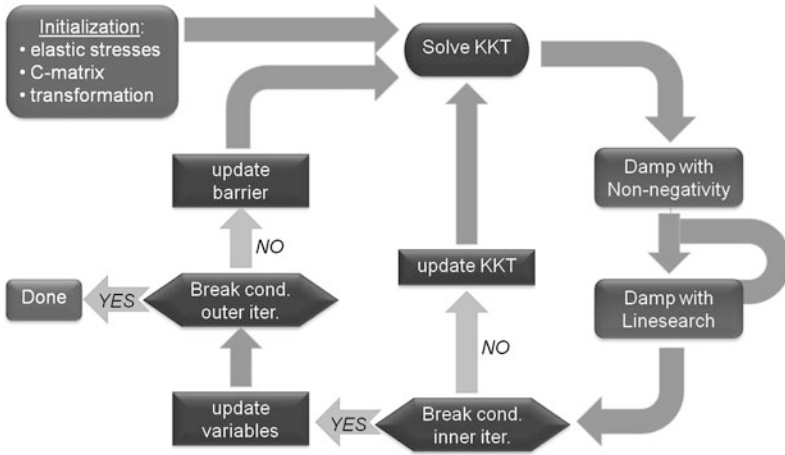 Initialization:
• elastic stresses
• C-matrix
• transformation
Solve KKT
Damp with
Non-negativity
Damp with
Linesearch
Break cond.
inner iter.
NO
update KKT
YES
update
variables
Break cond.
outer iter.
NO
update
barrier
YES
Done